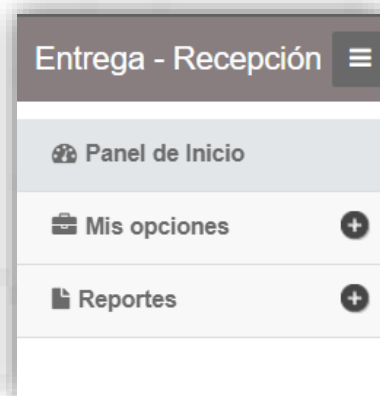 Entrega - Recepción
Panel de Inicio
Mis opciones
Reportes